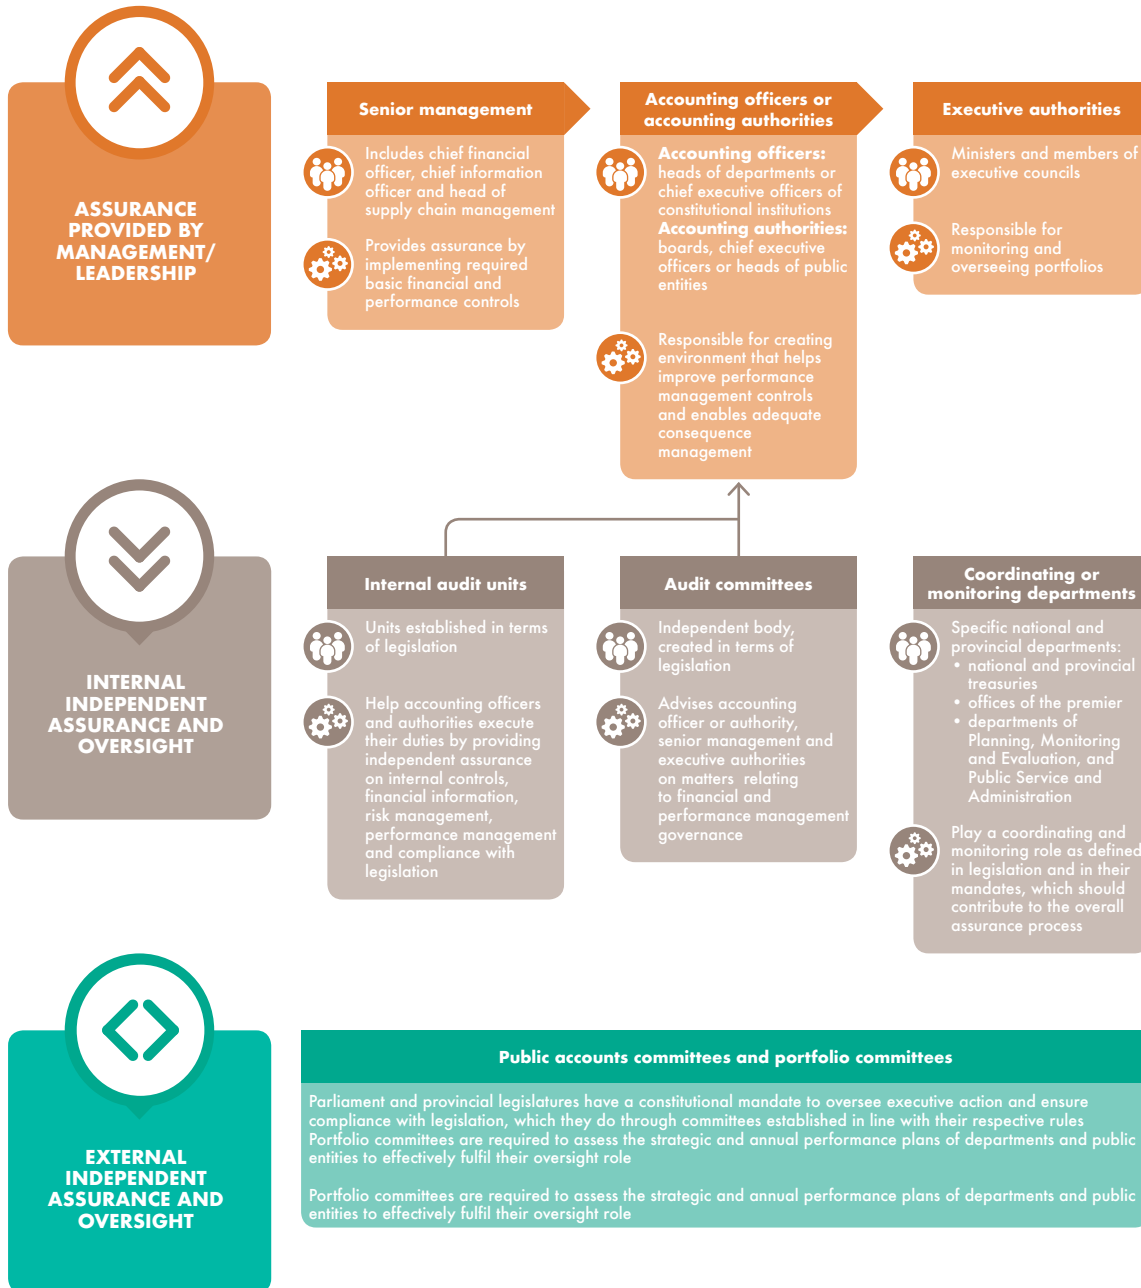 ASSURANCE
PROVIDED BY
MANAGEMENT/
LEADERSHIP
Senior management
Includes chief financial
officer, chief information
officer and head of
supply chain management
Provides assurance by
implementing required
basic financial and
performance controls
Accounting officers or
accounting authorities
Accounting officers:
heads of departments or
chief executive officers of
constitutional institutions
Accounting authorities:
boards, chief executive
officers or heads of public
entities
Responsible for creating
environment that helps
improve performance
management controls
and enables adequate
consequence
management
Executive authorities
Ministers and members of
executive councils
Responsible for
monitoring and
overseeing portfolios
INTERNAL
INDEPENDENT
ASSURANCE AND
OVERSIGHT
Internal audit units
Units established in terms
of legislation
Help accounting officers
and authorities execute
their duties by providing
independent assurance
on internal controls,
financial information,
risk management,
performance management
and compliance with
legislation
Audit committees
Independent body,
created in terms of
legislation
Advises accounting
officer or authority,
senior management and
executive authorities
on matters relating
to financial and
performance management
governance
Coordinating or
monitoring departments
Specific national and
provincial departments:
• national and provincial
treasuries
• offices of the premier
• departments of
Planning, Monitoring
and Evaluation, and
Public Service and
Administration
Play a coordinating and
monitoring role as defined
in legislation and in their
mandates, which should
contribute to the overall
assurance process
EXTERNAL
INDEPENDENT
ASSURANCE AND
OVERSIGHT
Public accounts committees and portfolio committees
Parliament and provincial legislatures have a constitutional mandate to oversee executive action and ensure
compliance with legislation, which they do through committees established in line with their respective rules
Portfolio committees are required to assess the strategic and annual performance plans of departments and public
entities to effectively fulfil their oversight role
Portfolio committees are required to assess the strategic and annual performance plans of departments and public
entities to effectively fulfil their oversight role